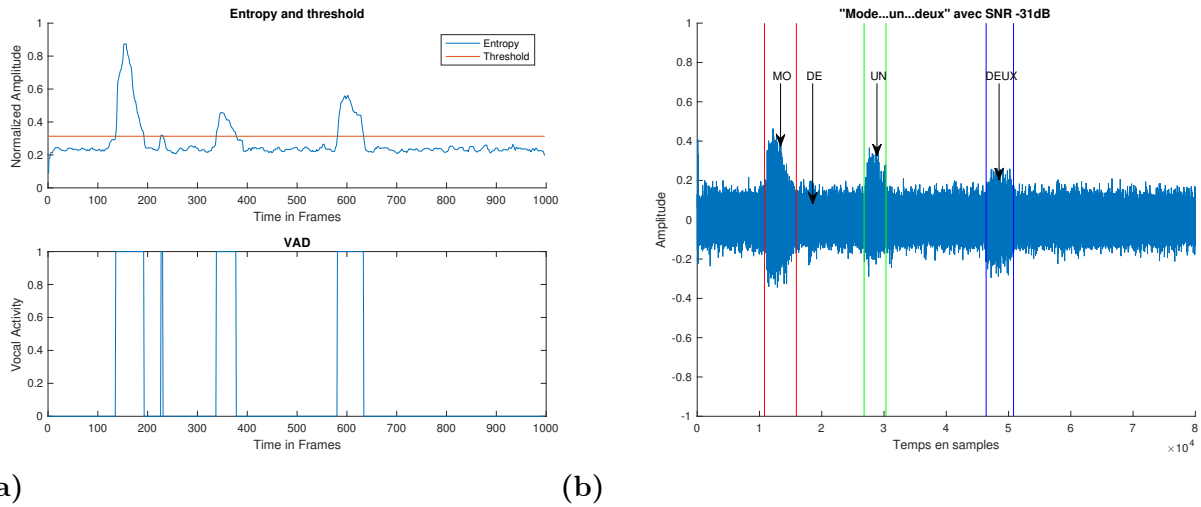 Entropy and threshold
Normalized Amplitude
1
0.8
0.6
0.4
0.2
0
Entropy
Threshold
0 100 200 300 400 500 600 700 800 900 1000
Time in Frames
VAD
Vocal Activity
1
0.8
0.6
0.4
0.2
0
0 100 200 300 400 500 600 700 800 900 1000
Time in Frames
a)
"Mode...un...deux" avec SNR -31dB
Amplitude
1
0.8
0.6
0.4
0.2
0
-0.2
-0.4
-0.6
-0.8
-1
MO DE UN DEUX
0 1 2 3 4 5 6 7 8
Temps en samples
×10^4
(b)